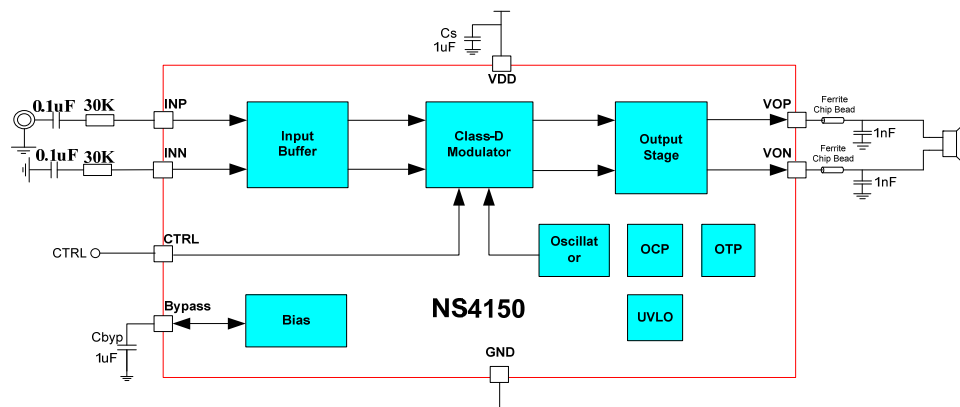 Cs
1uF
VDD
0.1uF 30K
INP
0.1uF 30K
INN
Input
Buffer
Class-D
Modulator
Output
Stage
VOP
Ferrite
Chip Bead
1nF
VON
Ferrite
Chip Bead
1nF
CTRL
CTRL
Oscillat
or
OCP
OTP
Bypass
Cbyp
1uF
Bias
NS4150
UVLO
GND